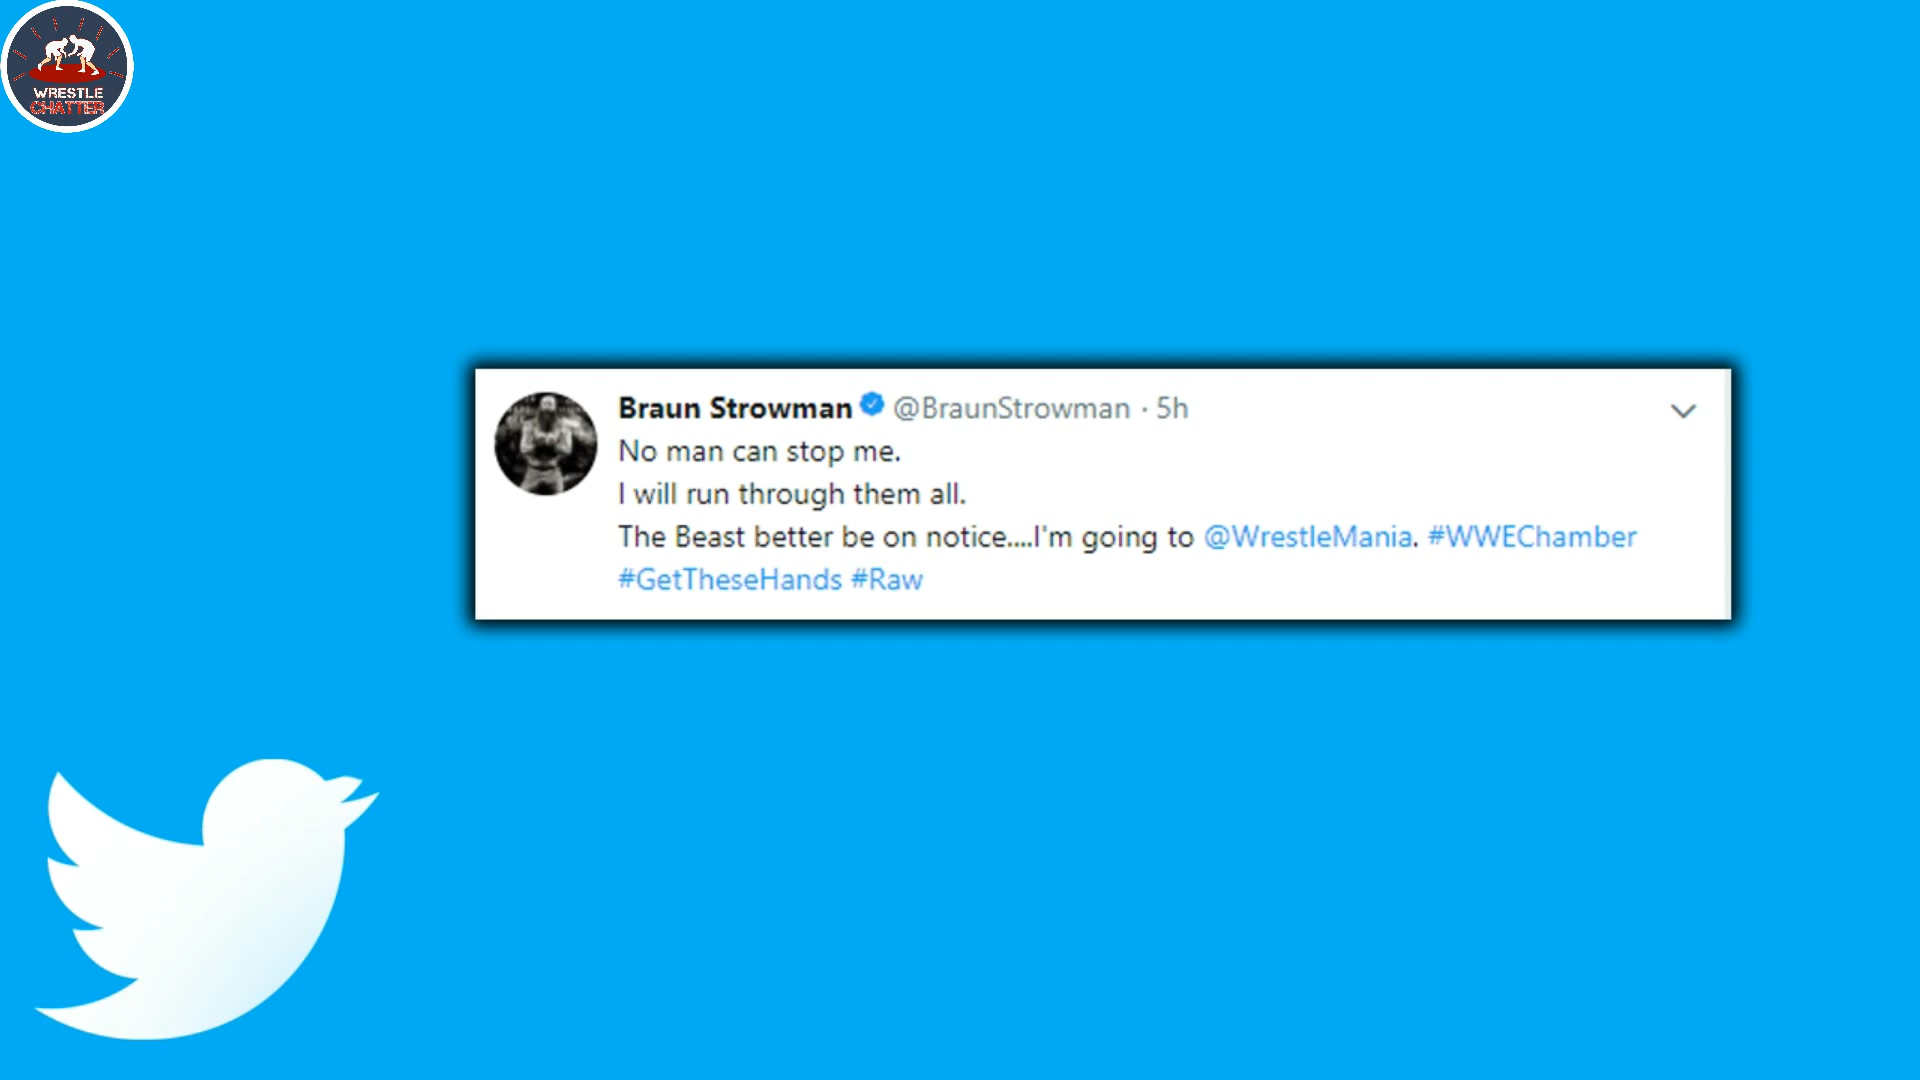 WRESTLE
CHATTER
Braun Strowman @BraunStrowman · 5h
No man can stop me.
I will run through them all.
The Beast better be on notice....I'm going to @WrestleMania. #WWEChamber
#GetTheseHands #Raw